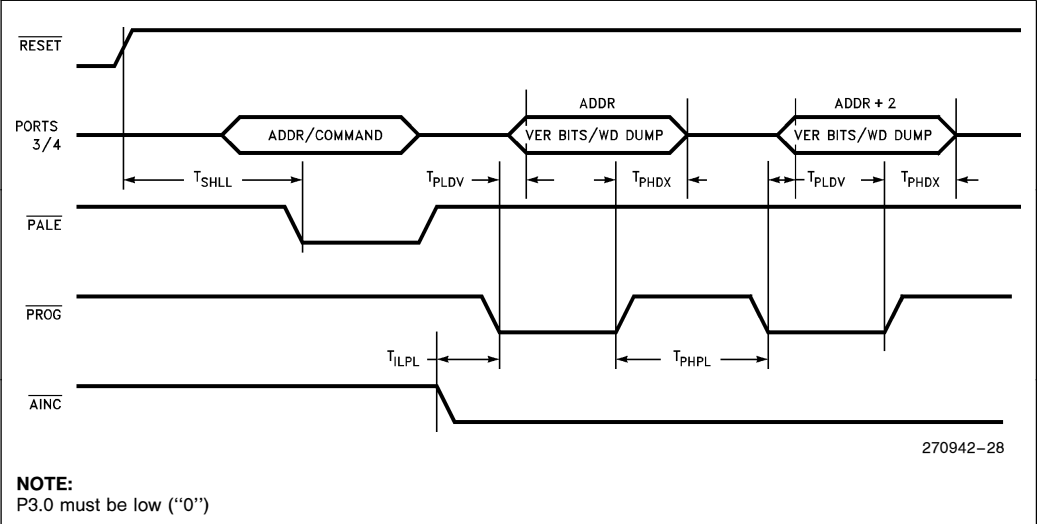 RESET
PORTS 3/4
ADDR/COMMAND
ADDR
VER BITS/WD DUMP
ADDR + 2
VER BITS/WD DUMP
TSHLL
TPLDV
TPHDX
TPLDV
TPHDX
PALE
PROG
TILPL
TPHPL
AINC
270942–28
NOTE:
P3.0 must be low (‘‘0’’)